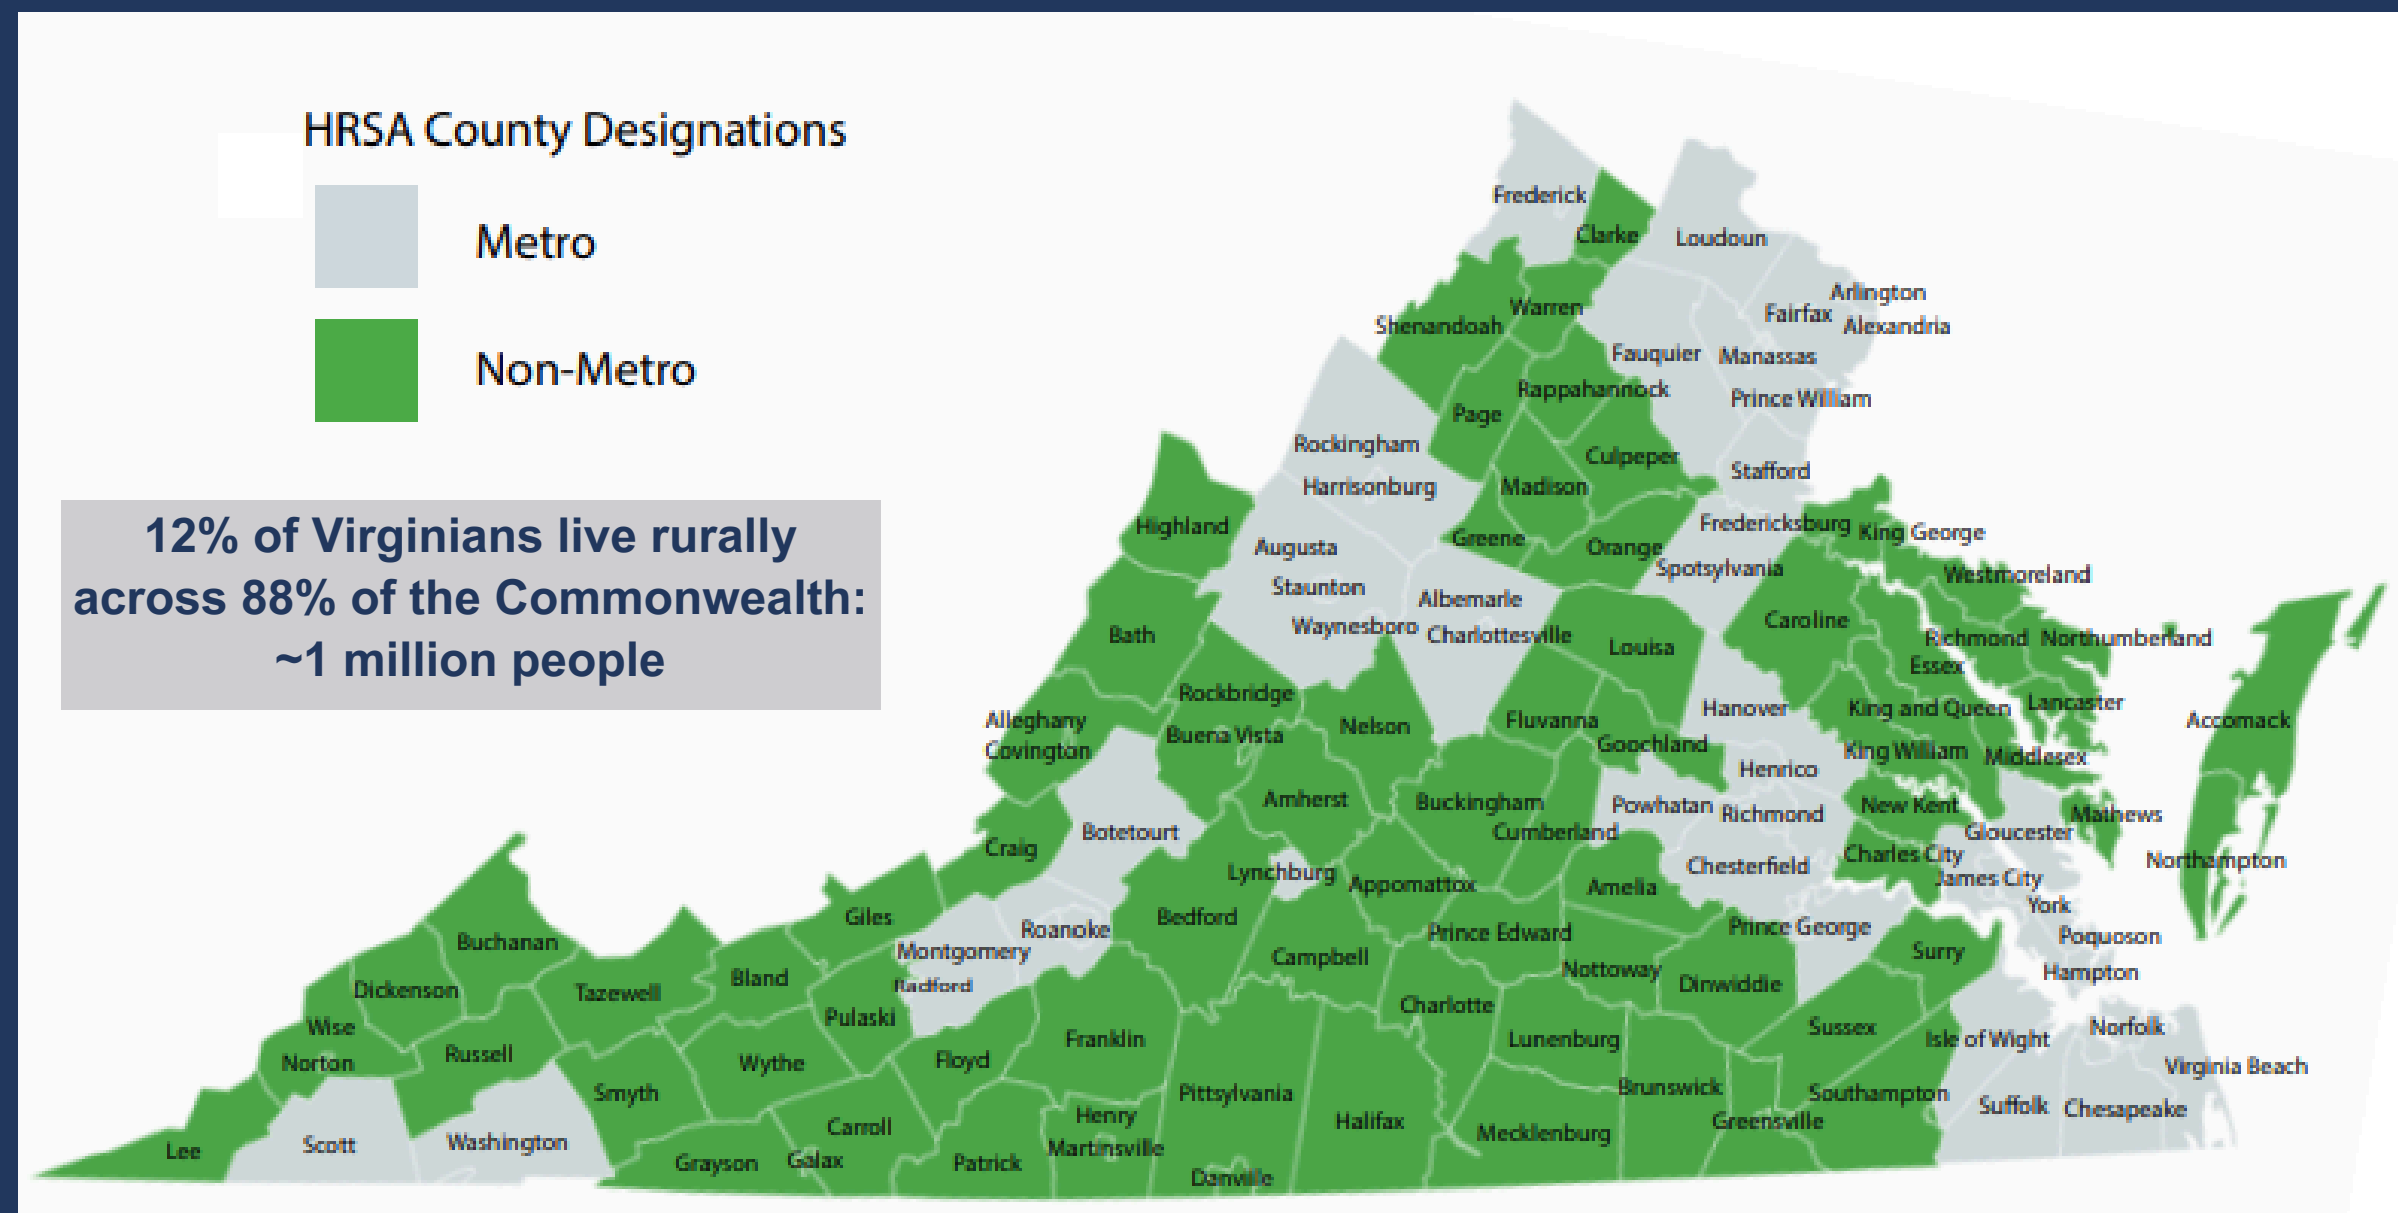 HRSA County Designations
Metro
Non-Metro
12% of Virginians live rurally
across 88% of the Commonwealth:
~1 million people
Frederick
Clarke
Loudoun
Arlington
Fairfax
Alexandria
Warren
Shenandoah
Fauquier
Manassas
Rappahannock
Prince William
Page
Rockingham
Culpeper
Stafford
Harrisonburg
Madison
Highland
Fredericksburg
King George
Greene
Augusta
Orange
Spotsylvania
Westmoreland
Staunton
Albemarle
Caroline
Waynesboro
Charlottesville
Bath
Louisa
Richmond
Northumberland
Essex
Rockbridge
Lancaster
Hanover
King and Queen
Alleghany
Nelson
Fluvanna
Accomack
Buena Vista
Goochland
Covington
King William
Middlesex
Henrico
Amherst
Buckingham
Powhatan
Richmond
New Kent
Mathews
Botetourt
Cumberland
Gloucester
Craig
Charles City
Northampton
Chesterfield
Lynchburg
Appomattox
Amelia
James City
York
Giles
Bedford
Roanoke
Prince Edward
Prince George
Poquoson
Buchanan
Montgomery
Surry
Campbell
Nottoway
Hampton
Bland
Dickenson
Tazewell
Radford
Dinwiddie
Charlotte
Pulaski
Wise
Sussex
Norfolk
Franklin
Lunenburg
Isle of Wight
Russell
Norton
Wythe
Floyd
Virginia Beach
Smyth
Pittsylvania
Brunswick
Southampton
Suffolk
Chesapeake
Henry
Halifax
Greensville
Carroll
Mecklenburg
Scott
Washington
Martinsville
Lee
Grayson
Galax
Patrick
Danville